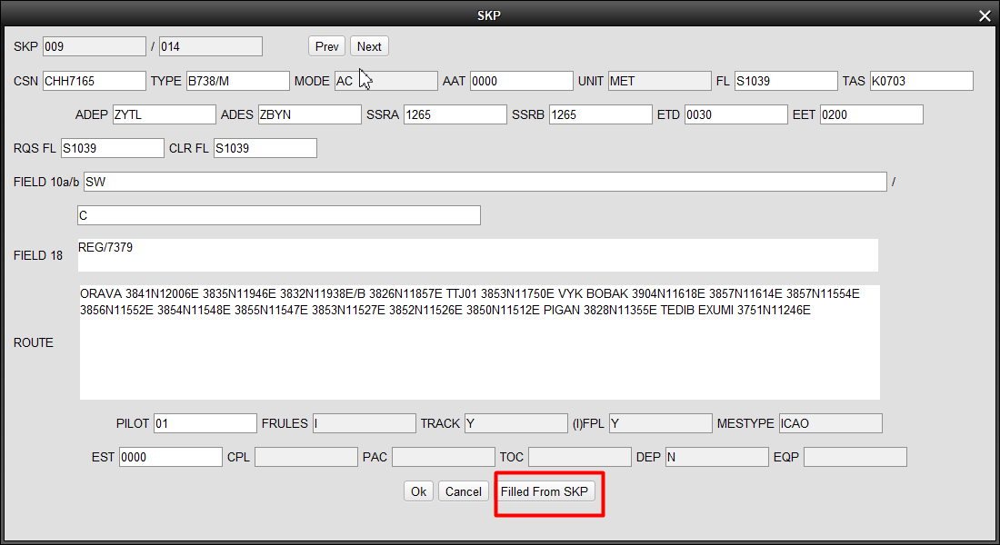 SKP
SKP 009 / 014 Prev Next
CSN CHH7165 TYPE B738/M MODE AC AAT 0000 UNIT MET FL S1039 TAS K0703
ADEP ZYTL ADES ZBYN SSRA 1265 SSRB 1265 ETD 0030 EET 0200
RQS FL S1039 CLR FL S1039
FIELD 10a/b SW /
C
FIELD 18 REG/7379
ROUTE
ORAVA 3841N12006E 3835N11946E 3832N11938E/B 3826N11857E TTJ01 3853N11750E VYK BOBAK 3904N11618E 3857N11614E 3857N11554E
3856N11552E 3854N11548E 3855N11547E 3853N11527E 3852N11526E 3850N11512E PIGAN 3828N11355E TEDIB EXUMI 3751N11246E
PILOT 01 FRULES I TRACK Y (I)FPL Y MESTYPE ICAO
EST 0000 CPL PAC TOC DEP N EQP
Ok Cancel Filled From SKP